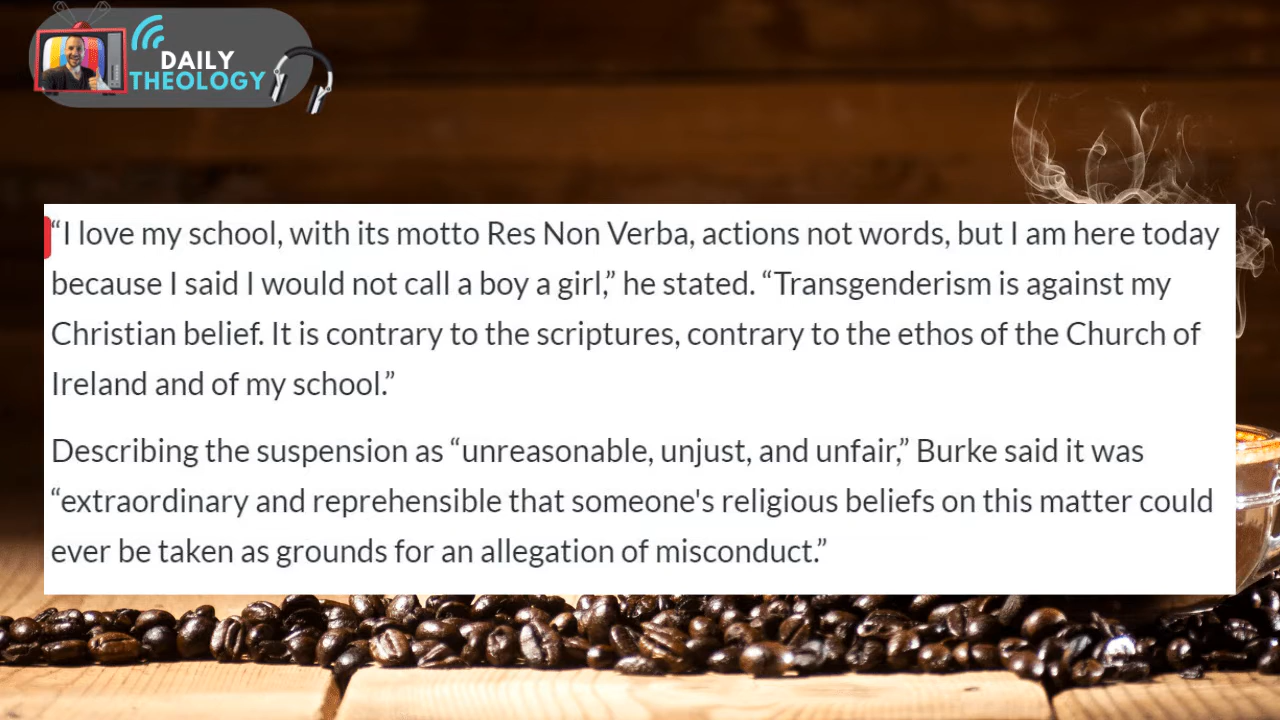 DAILY
THEOLOGY
“I love my school, with its motto Res Non Verba, actions not words, but I am here today
because I said I would not call a boy a girl,” he stated. “Transgenderism is against my
Christian belief. It is contrary to the scriptures, contrary to the ethos of the Church of
Ireland and of my school.”
Describing the suspension as “unreasonable, unjust, and unfair,” Burke said it was
“extraordinary and reprehensible that someone's religious beliefs on this matter could
ever be taken as grounds for an allegation of misconduct.”